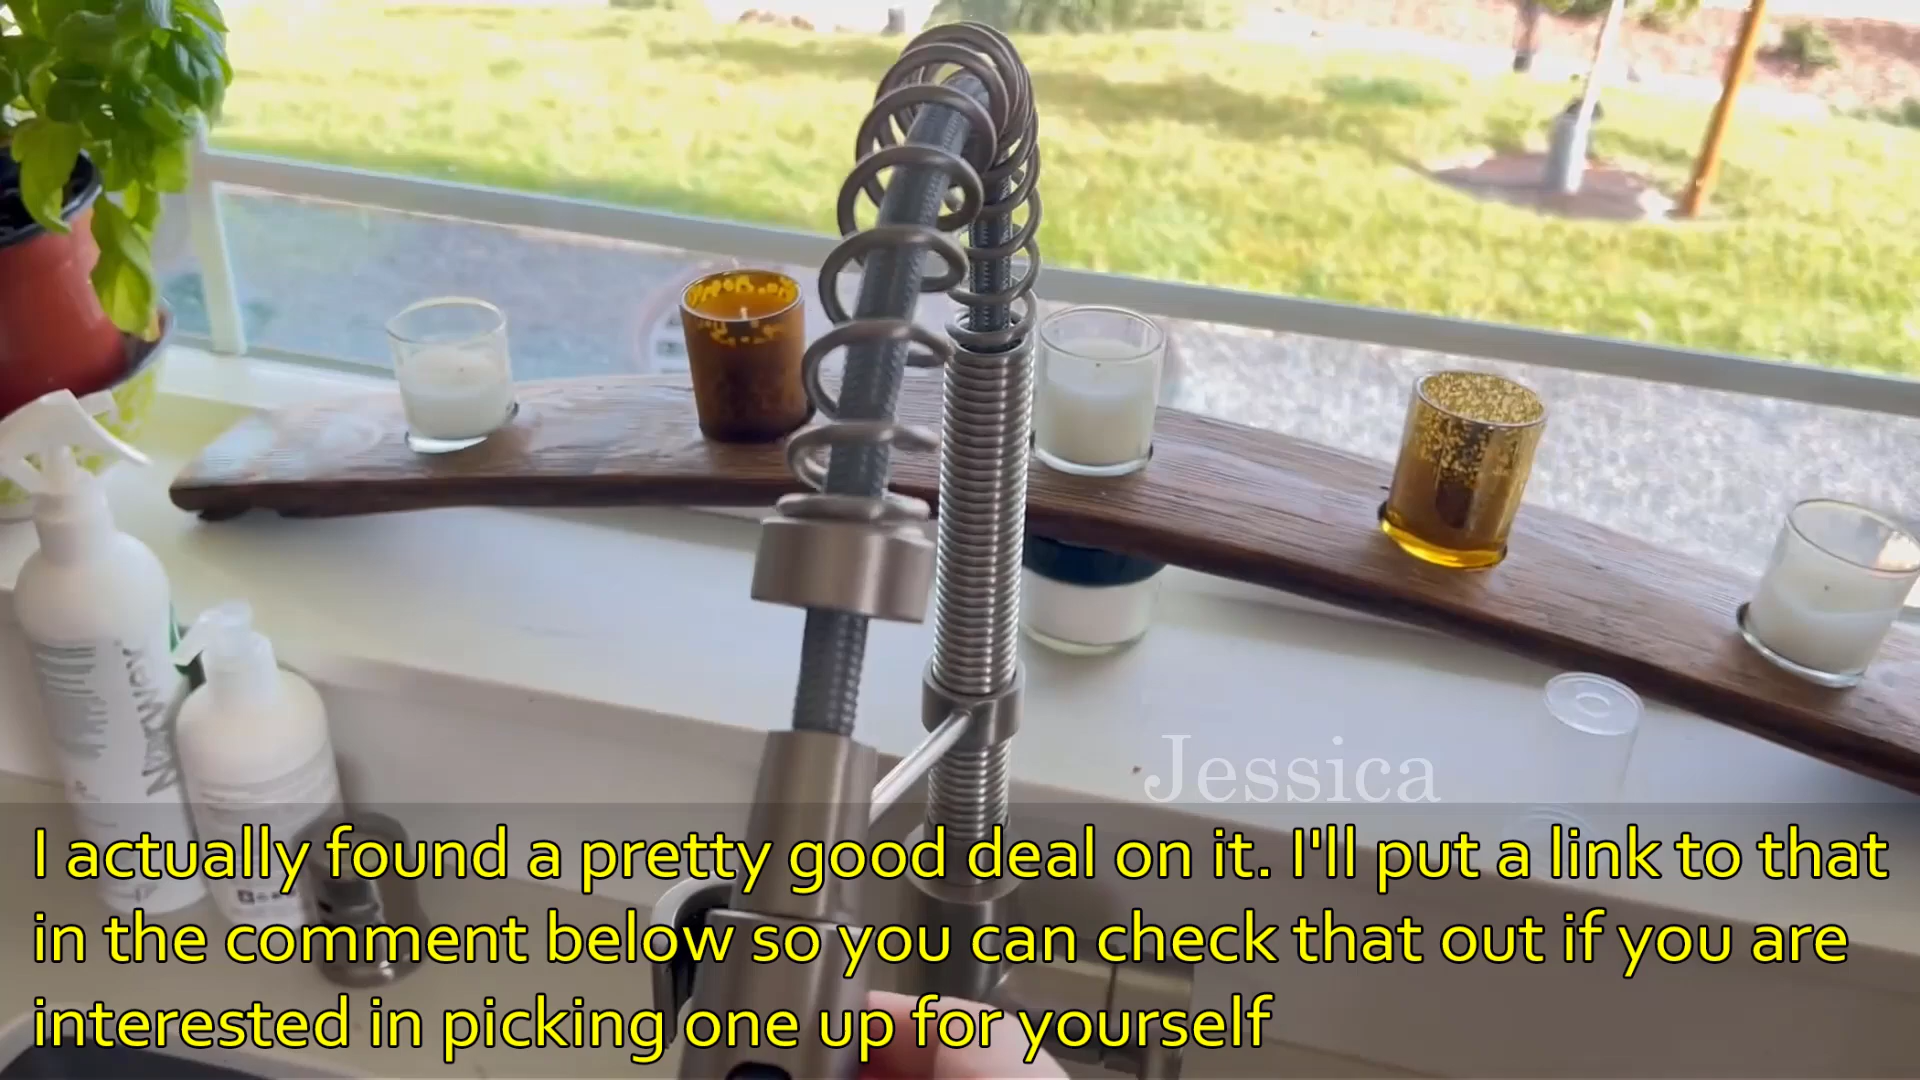 Jessica
I actually found a pretty good deal on it. I'll put a link to that
in the comment below so you can check that out if you are
interested in picking one up for yourself